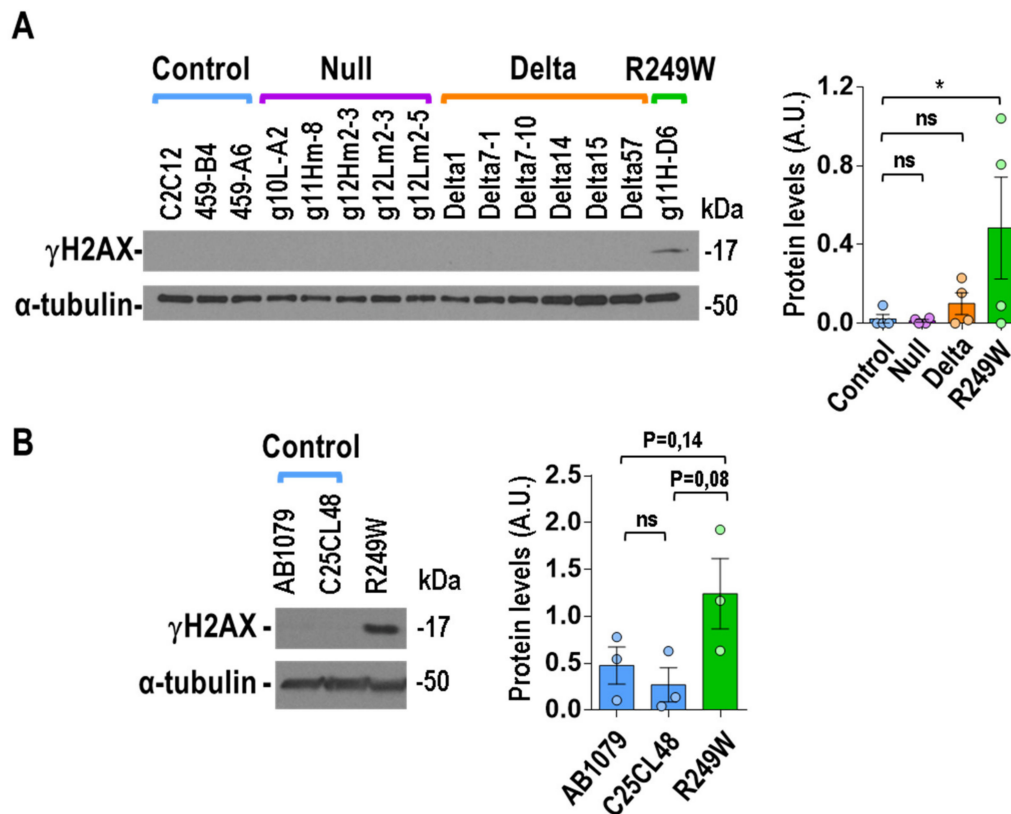 A
Control Null Delta R249W
C2C12 459-B4 459-A6 g10L-A2 g11Hm-8 g12Hm2-3 g12Lm2-3 g12Lm2-5 Delta1 Delta7-1 Delta7-10 Delta14 Delta15 Delta57 g11H-D6 kDa
γH2AX- -17
α-tubulin- -50
Protein levels (A.U.)
1.2
0.8
0.4
0.0
*
ns
ns
Control Null Delta R249W
B
Control
AB1079 C25CL48 R249W kDa
γH2AX - -17
α-tubulin - -50
Protein levels (A.U.)
2.5
2.0
1.5
1.0
0.5
0.0
P=0,14
P=0,08
ns
AB1079 C25CL48 R249W